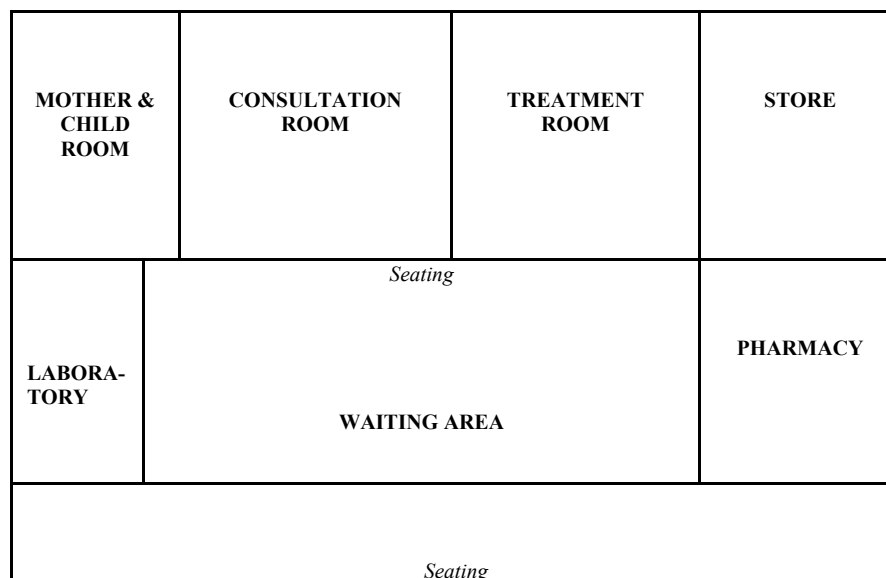 MOTHER &
CHILD
ROOM
CONSULTATION
ROOM
TREATMENT
ROOM
STORE
Seating
LABORA-
TORY
WAITING AREA
PHARMACY
Seating